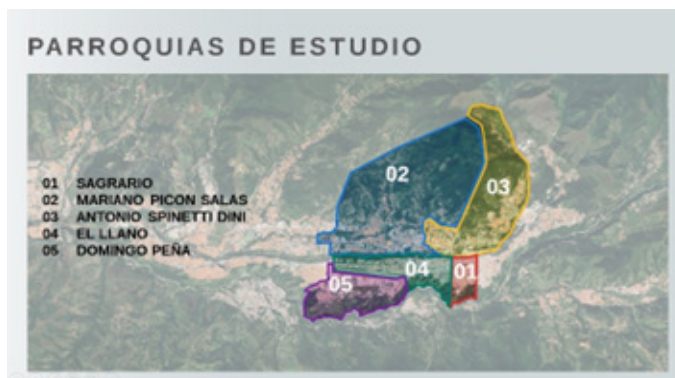 PARROQUIAS DE ESTUDIO
01 SAGRARIO
02 MARIANO PICON SALAS
03 ANTONIO SPINETTI DINI
04 EL LLANO
05 DOMINGO PEÑA
02
03
04
01
05